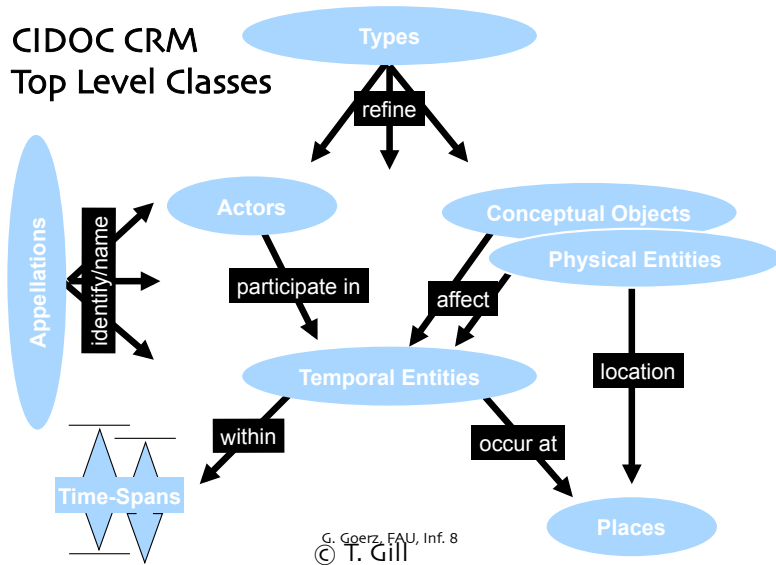 CIDOC CRM
Top Level Classes
Types
refine
Appellations
identify/name
Actors
Conceptual Objects
Physical Entities
participate in
affect
location
Temporal Entities
within
occur at
Time-Spans
Places
G. Goerz, FAU, Inf. 8
© T. Gill